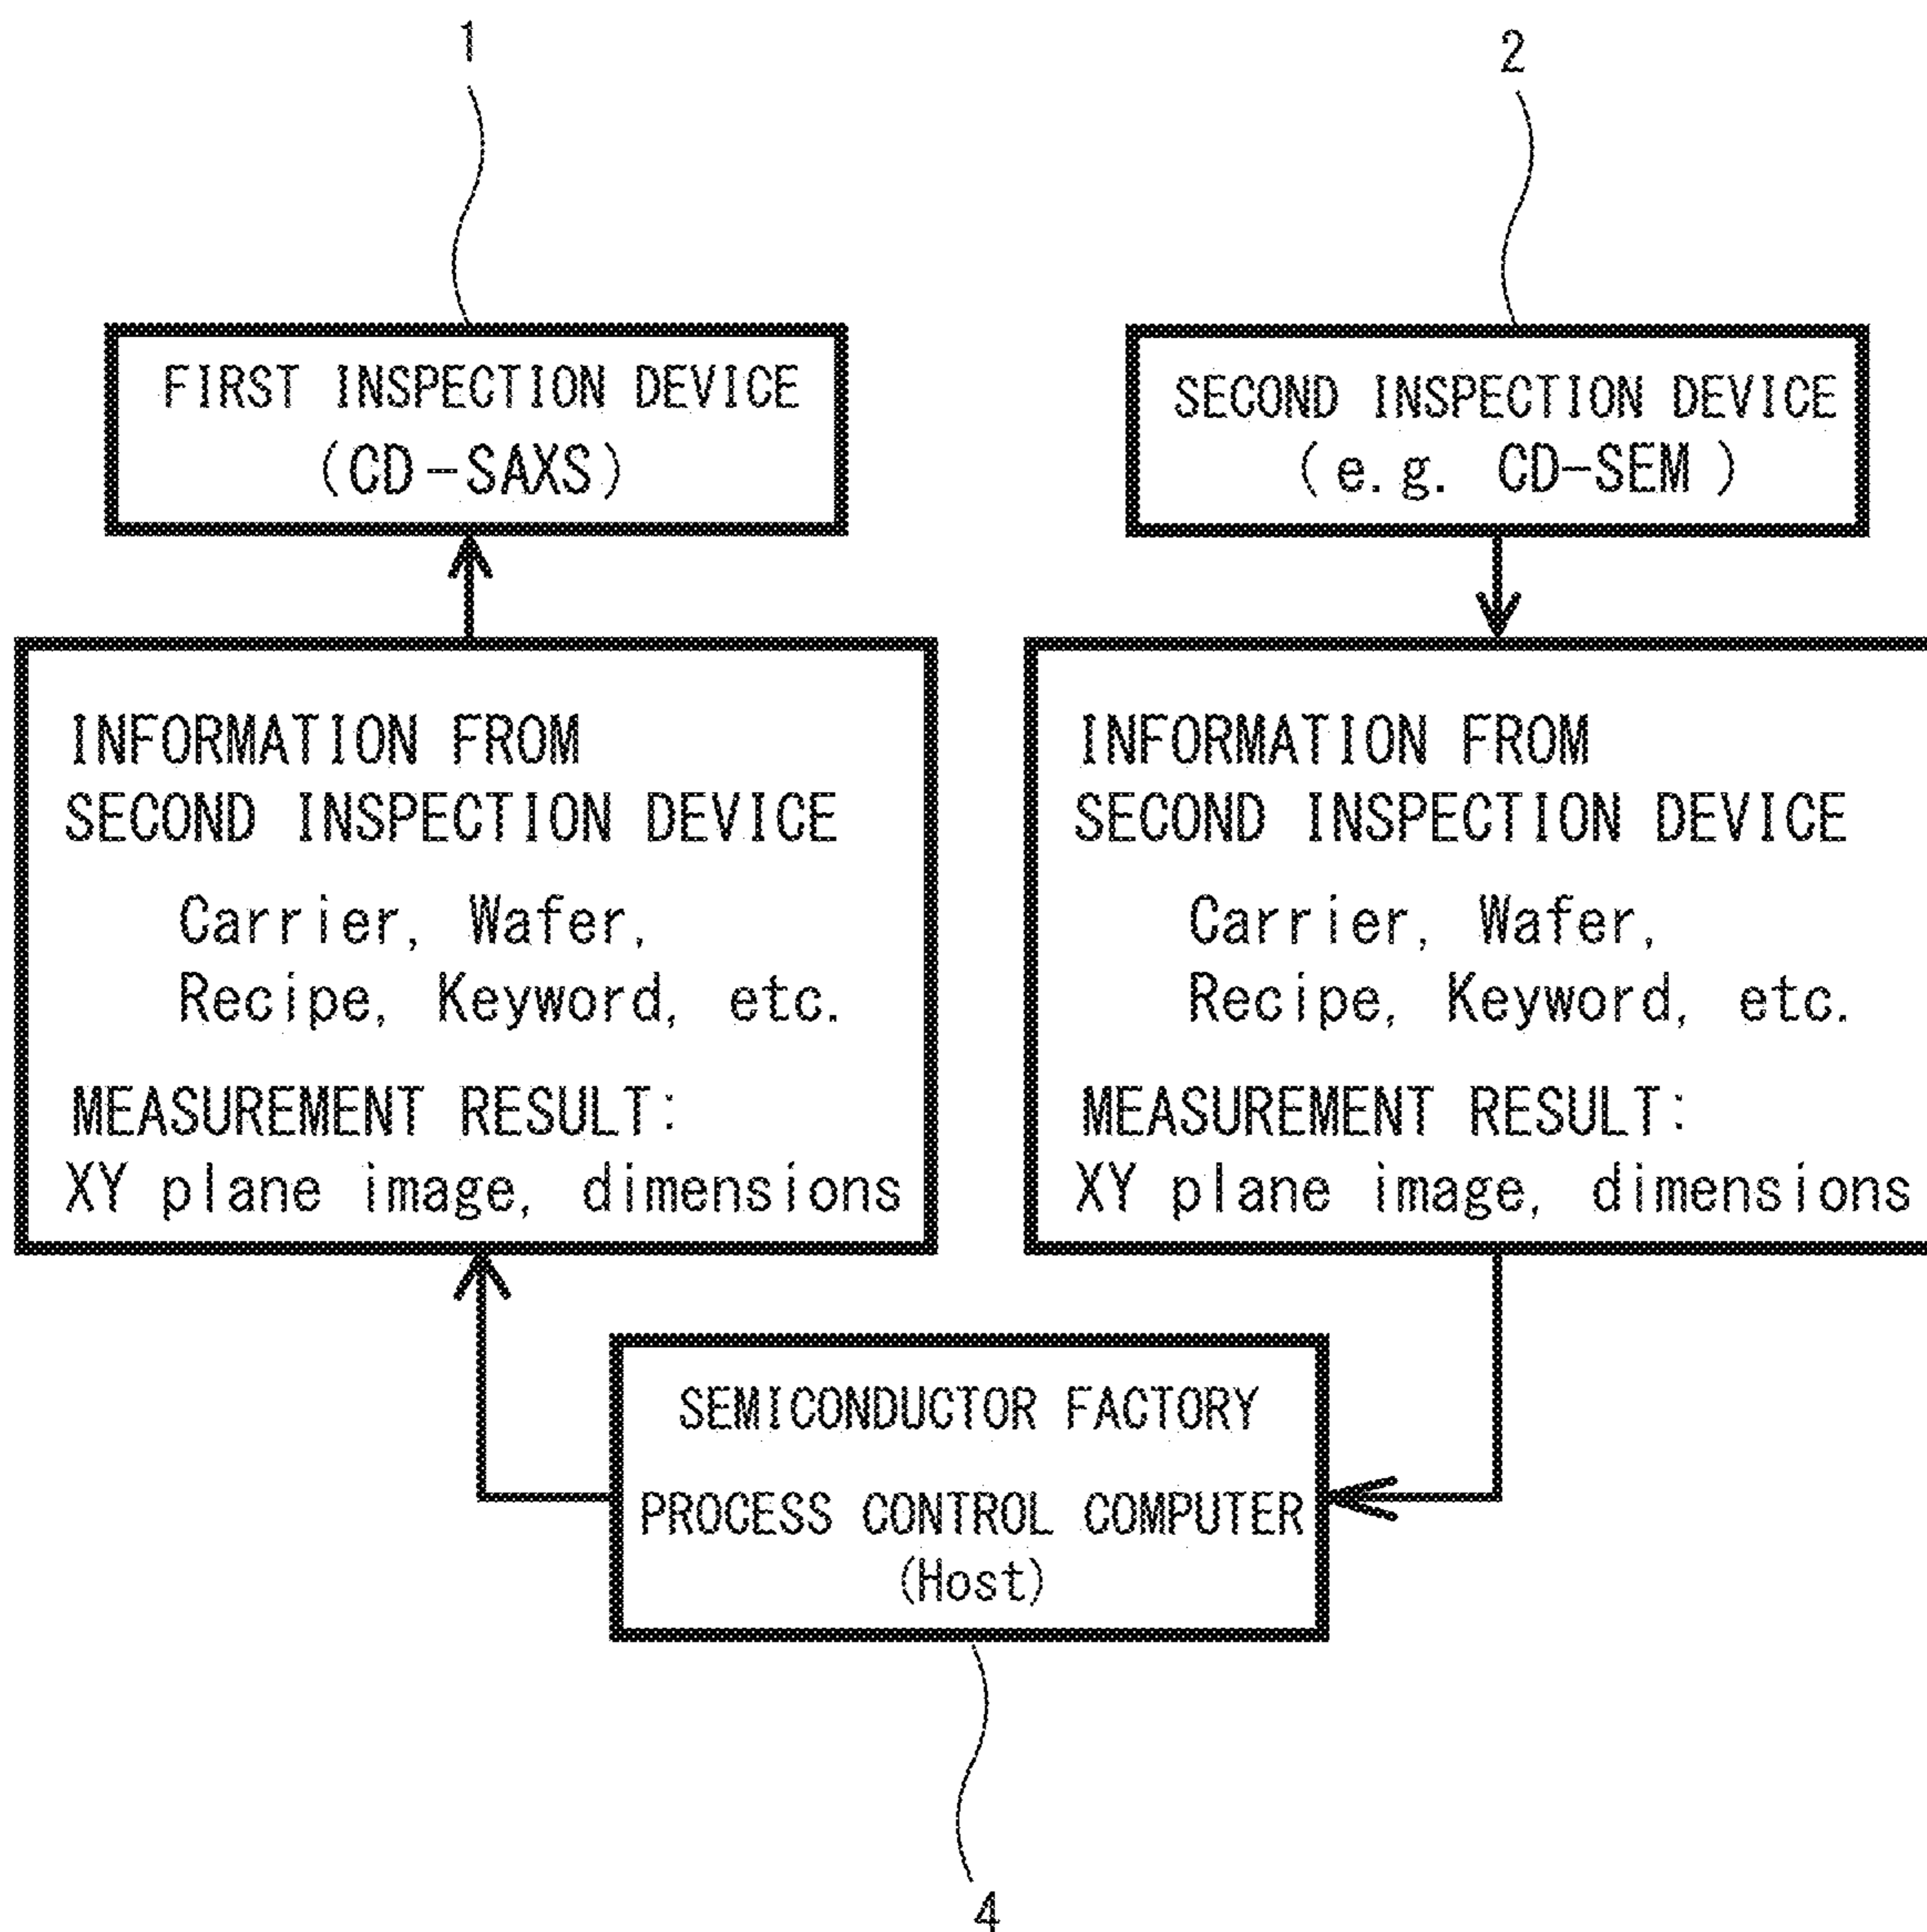 1
FIRST INSPECTION DEVICE
(CD-SAXS)
2
SECOND INSPECTION DEVICE
(e.g. CD-SEM)
INFORMATION FROM
SECOND INSPECTION DEVICE
Carrier, Wafer,
Recipe, Keyword, etc.
MEASUREMENT RESULT:
XY plane image, dimensions
INFORMATION FROM
SECOND INSPECTION DEVICE
Carrier, Wafer,
Recipe, Keyword, etc.
MEASUREMENT RESULT:
XY plane image, dimensions
SEMICONDUCTOR FACTORY
PROCESS CONTROL COMPUTER
(Host)
4